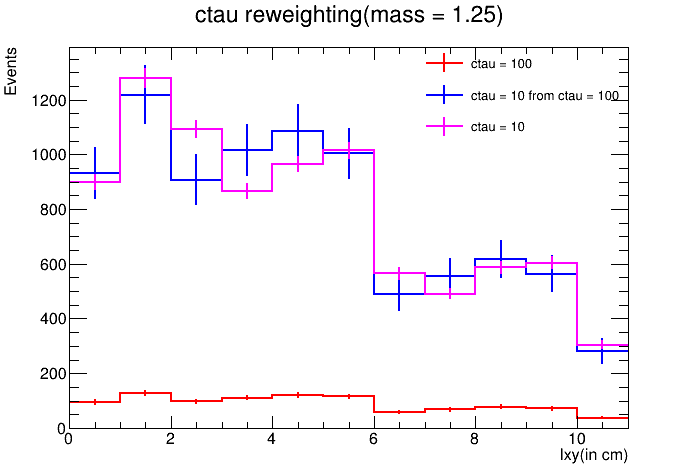 ctau reweighting(mass = 1.25)
Events
ctau = 100
ctau = 10 from ctau = 100
ctau = 10
1200
1000
800
600
400
200
0
0 2 4 6 8 10
lxy(in cm)